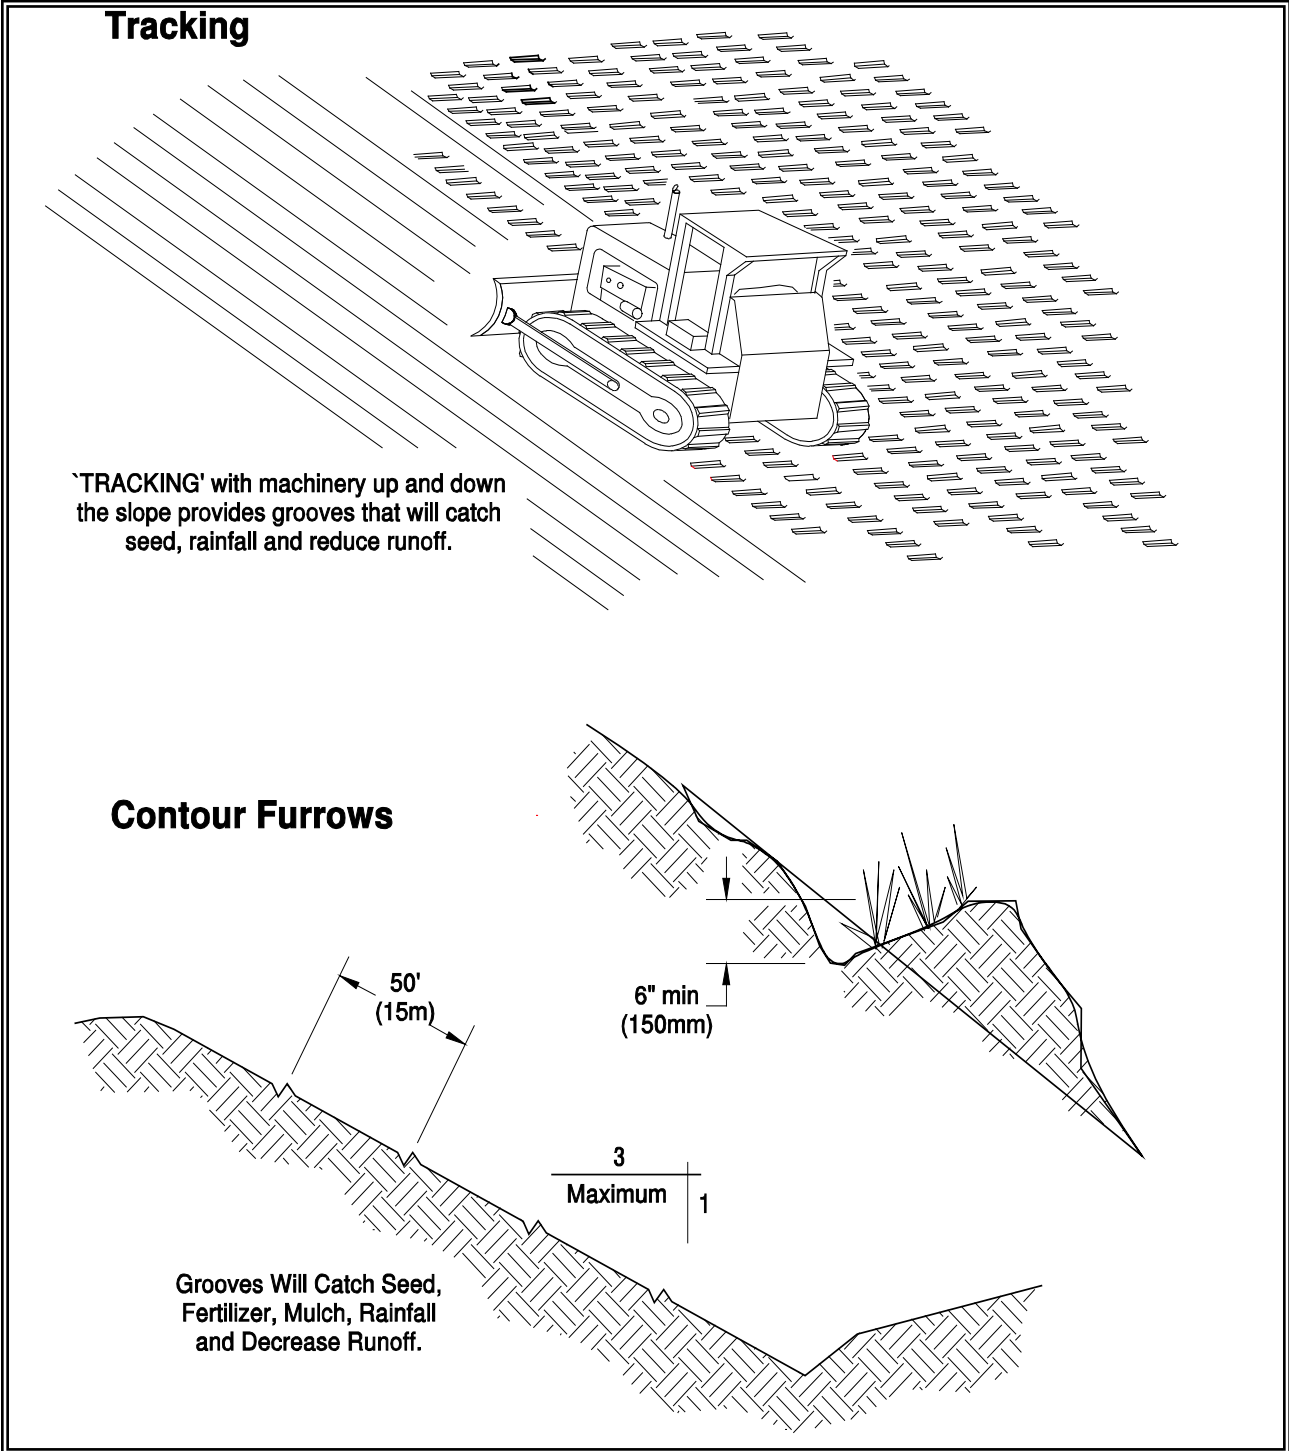 Tracking
`TRACKING' with machinery up and down
the slope provides grooves that will catch
seed, rainfall and reduce runoff.
Contour Furrows
6" min
(150mm)
50'
(15m)
3
Maximum
1
Grooves Will Catch Seed,
Fertilizer, Mulch, Rainfall
and Decrease Runoff.